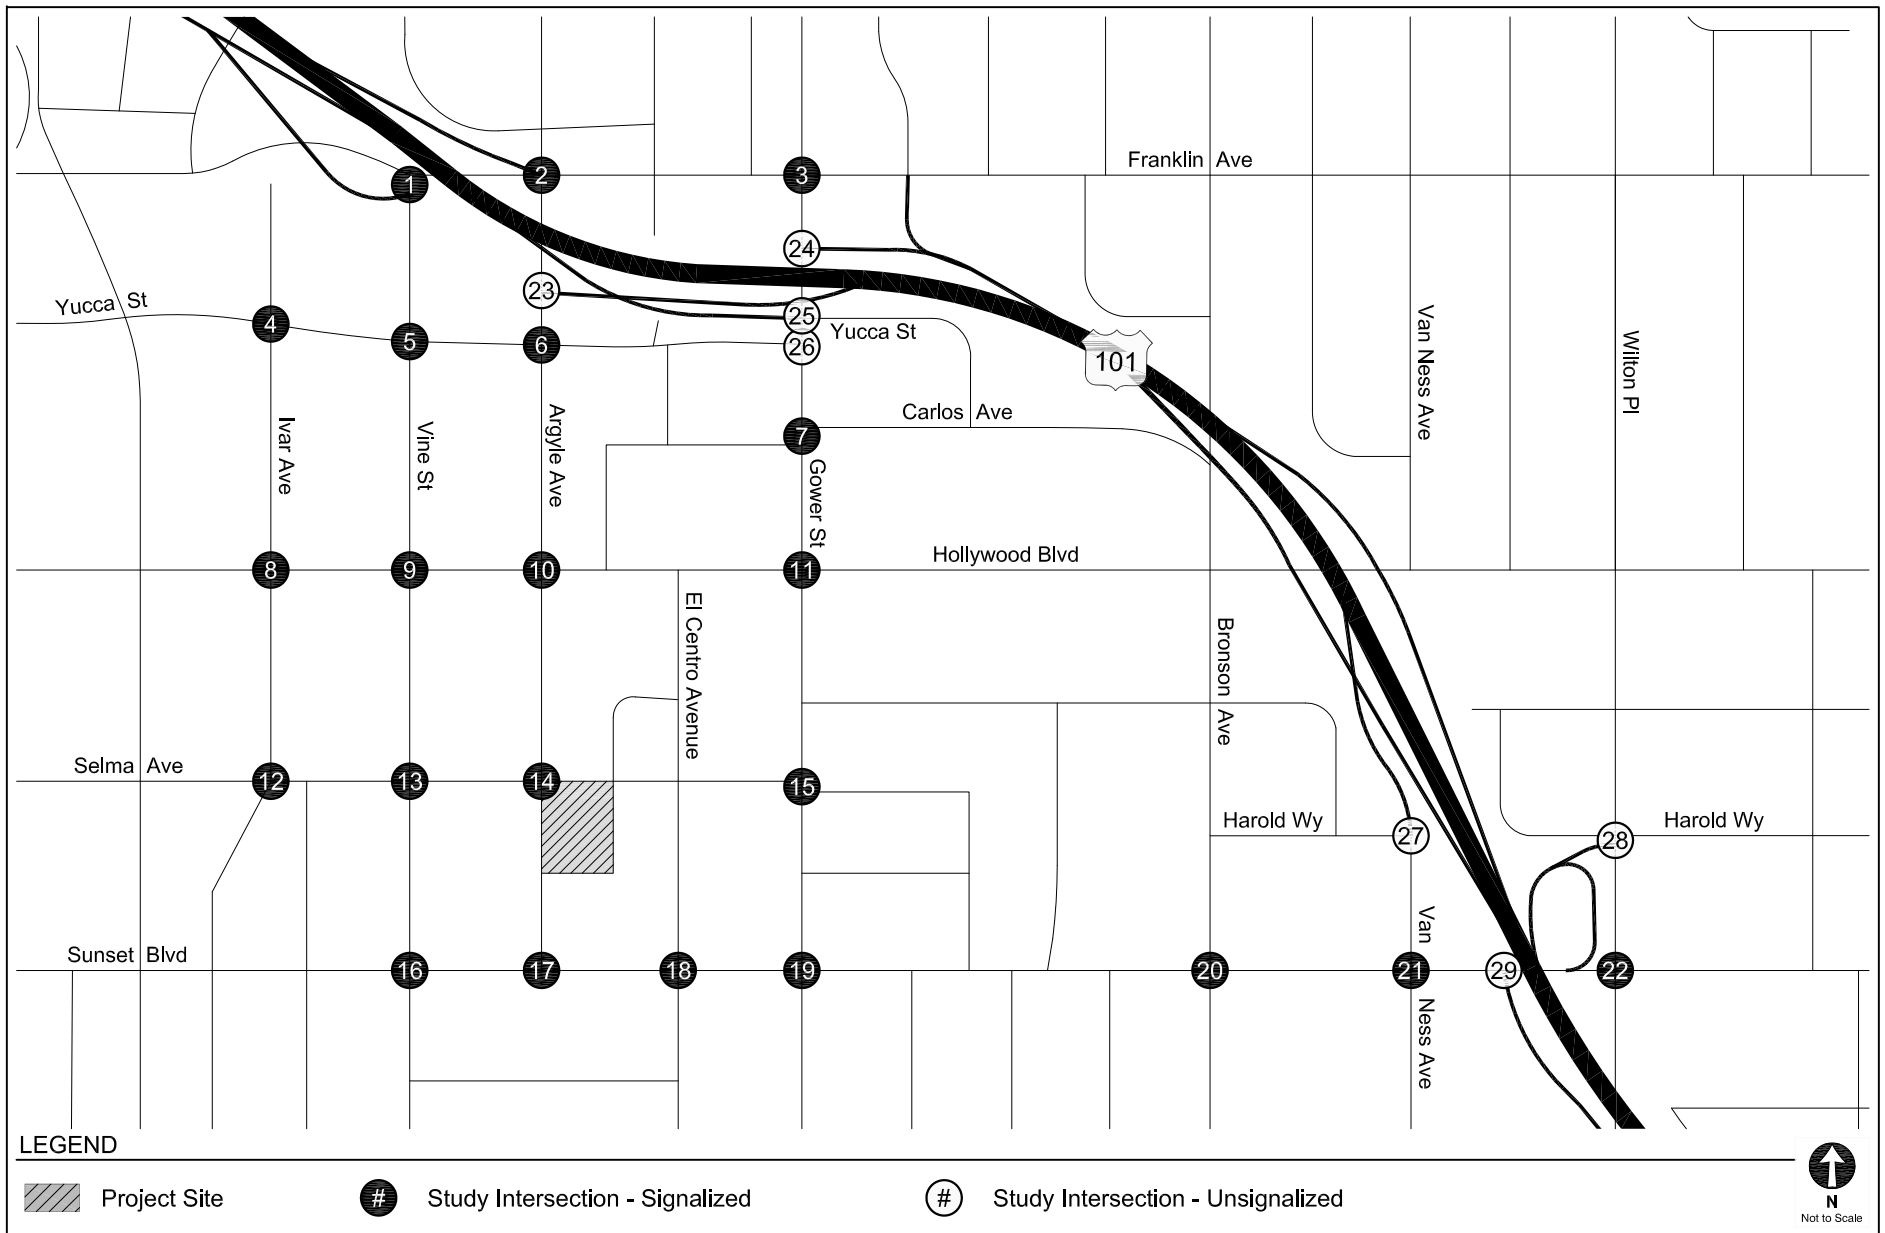 Franklin Ave
1
2
3
24
23
25
26
Yucca St
Yucca St
4
5
6
101
Van Ness Ave
Wilton Pl
Ivar Ave
Vine St
Argyle Ave
Carlos Ave
7
Gower St
Hollywood Blvd
8
9
10
11
El Centro Avenue
Bronson Ave
Selma Ave
12
13
14
15
Harold Wy
27
28
Harold Wy
Van Ness Ave
Sunset Blvd
16
17
18
19
20
21
29
22
LEGEND
Project Site
# Study Intersection - Signalized
# Study Intersection - Unsignalized
N
Not to Scale